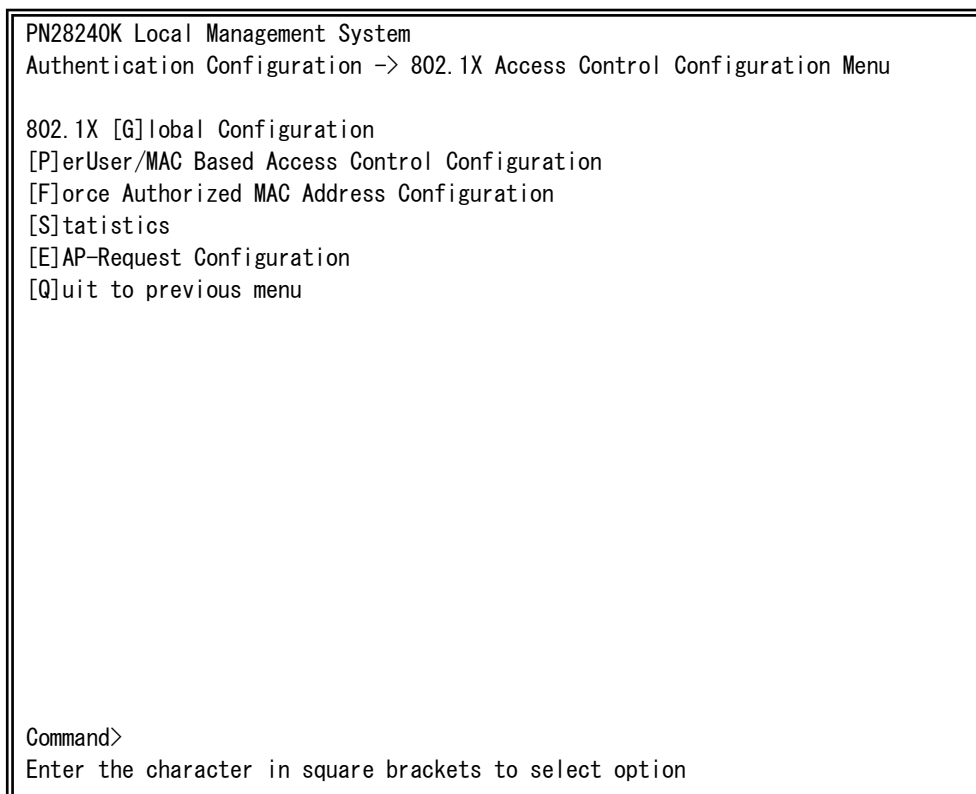 PN28240K Local Management System
Authentication Configuration -> 802.1X Access Control Configuration Menu
802.1X [G]lobal Configuration
[P]erUser/MAC Based Access Control Configuration
[F]orce Authorized MAC Address Configuration
[S]tatistics
[E]AP-Request Configuration
[Q]uit to previous menu
Command>
Enter the character in square brackets to select option